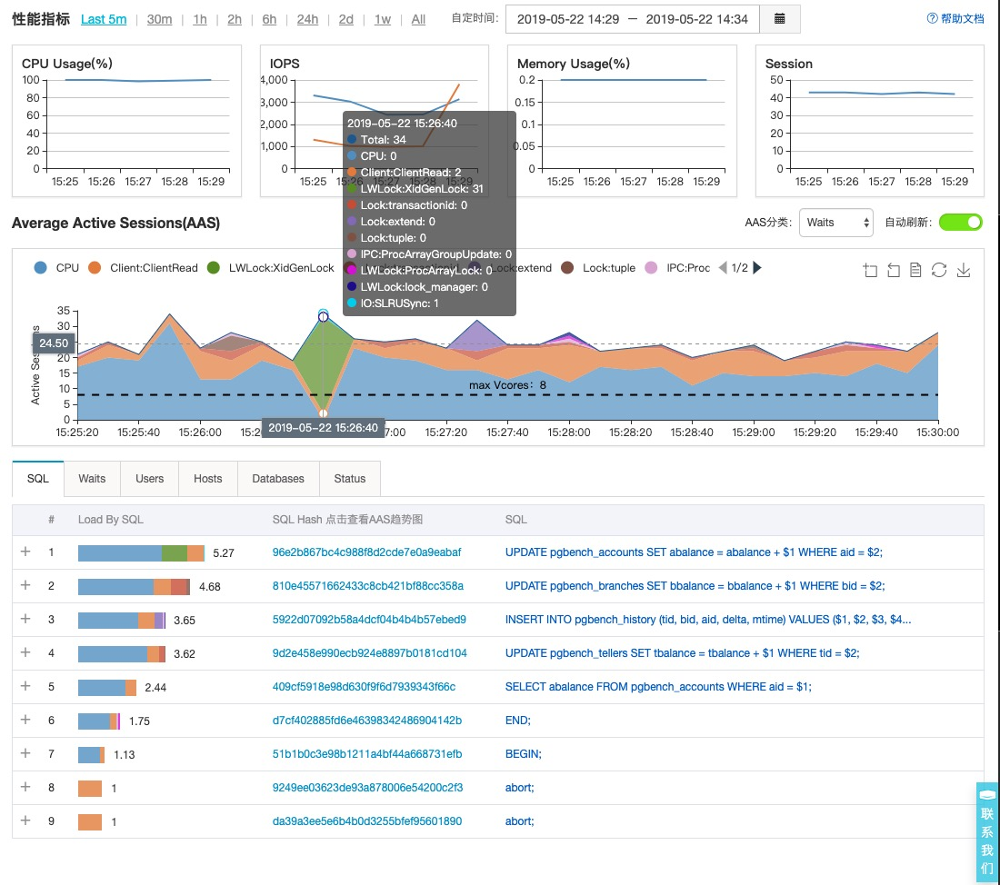 性能指标 Last 5m | 30m | 1h | 2h | 6h | 24h | 2d | 1w | All 自定时间: 2019-05-22 14:29 － 2019-05-22 14:34 帮助文档
CPU Usage(%)
100
80
60
40
20
0
15:25 15:26 15:27 15:28 15:29
IOPS
4,000
3,000
2,000
1,000
0
15:25 15:26 15:27 15:28 15:29
Memory Usage(%)
0.2
0.15
0.1
0.05
0
15:25 15:26 15:27 15:28 15:29
Session
50
40
30
20
10
0
15:25 15:26 15:27 15:28 15:29
2019-05-22 15:26:40
Total: 34
CPU: 0
Client:ClientRead: 2
LWLock:XidGenLock: 31
Lock:transactionid: 0
Lock:extend: 0
Lock:tuple: 0
IPC:ProcArrayGroupUpdate: 0
LWLock:ProcArrayLock: 0
LWLock:lock_manager: 0
IO:SLRUSync: 1
Average Active Sessions(AAS) AAS分类: Waits 自动刷新:
CPU Client:ClientRead LWLock:XidGenLock Lock:extend Lock:tuple IPC:Proc 1/2
Active Sessions
35
30
24.50
20
15
10
5
0
max Vcores: 8
2019-05-22 15:26:40
15:25:20 15:25:40 15:26:00 15:27:00 15:27:20 15:27:40 15:28:00 15:28:20 15:28:40 15:29:00 15:29:20 15:29:40 15:30:00
SQL Waits Users Hosts Databases Status
# Load By SQL SQL Hash 点击查看AAS趋势图 SQL
1 5.27 96e2b867bc4c988f8d2cde7e0a9eabaf UPDATE pgbench_accounts SET abalance = abalance + $1 WHERE aid = $2;
2 4.68 810e45571662433c8cb421bf88cc358a UPDATE pgbench_branches SET bbalance = bbalance + $1 WHERE bid = $2;
3 3.65 5922d07092b58a4dcf04b4b4b57ebed9 INSERT INTO pgbench_history (tid, bid, aid, delta, mtime) VALUES ($1, $2, $3, $4...
4 3.62 9d2e458e990ecb924e8897b0181cd104 UPDATE pgbench_tellers SET tbalance = tbalance + $1 WHERE tid = $2;
5 2.44 409cf5918e98d630f9f6d7939343f66c SELECT abalance FROM pgbench_accounts WHERE aid = $1;
6 1.75 d7cf402885fd6e46398342486904142b END;
7 1.13 51b1b0c3e98b1211a4bf44a668731efb BEGIN;
8 1 9249ee03623de93a878006e54200c2f3 abort;
9 1 da39a3ee5e6b4b0d3255bfef95601890 abort;
联系我们